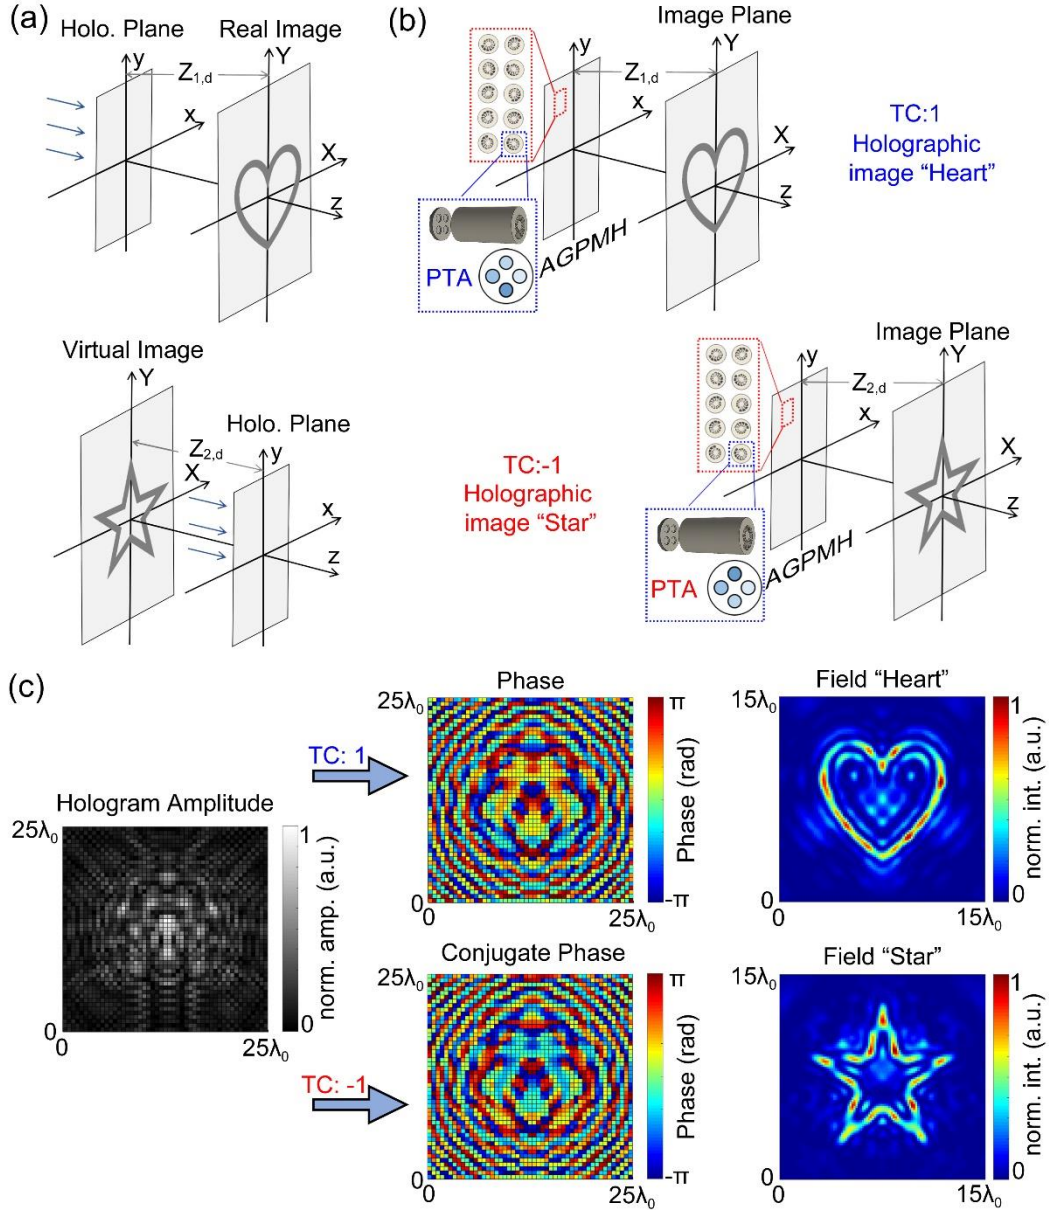 (a)
Holo. Plane
Real Image
y
Z1,d
Y
x
X
z
Virtual Image
Y
Holo. Plane
Z2,d
y
X
x
z
(b)
Image Plane
y
Z1,d
Y
x
X
z
TC:1
Holographic
image “Heart”
PTA
AGPMH
Image Plane
y
Z2,d
Y
x
X
z
TC:-1
Holographic
image “Star”
PTA
AGPMH
(c)
Hologram Amplitude
25λ0
0
0
25λ0
1
0
norm. amp. (a.u.)
TC: 1
Phase
25λ0
0
0
25λ0
π
-π
Phase (rad)
Field “Heart”
15λ0
0
0
15λ0
1
0
norm. int. (a.u.)
TC: -1
Conjugate Phase
25λ0
0
0
25λ0
π
-π
Phase (rad)
Field “Star”
15λ0
0
0
15λ0
1
0
norm. int. (a.u.)